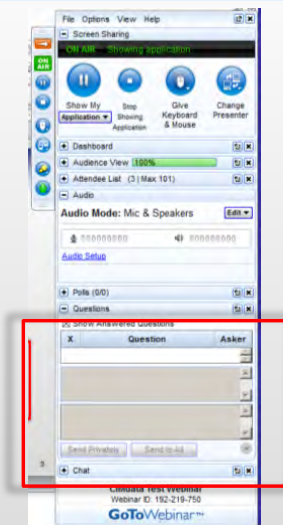 File Options View Help
Screen Sharing
ON AIR Showing application
ON AIR
Show My Application
Stop Showing Application
Give Keyboard & Mouse
Change Presenter
Dashboard
Audience View 100%
Attendee List (3 | Max 101)
Audio
Audio Mode: Mic & Speakers
Edit
Audio Setup
Polls (0/0)
Questions
Show Answered Questions
X Question Asker
Send Privately Send to All
Chat
Test Webinar
Webinar ID: 192-219-750
GoToWebinar™